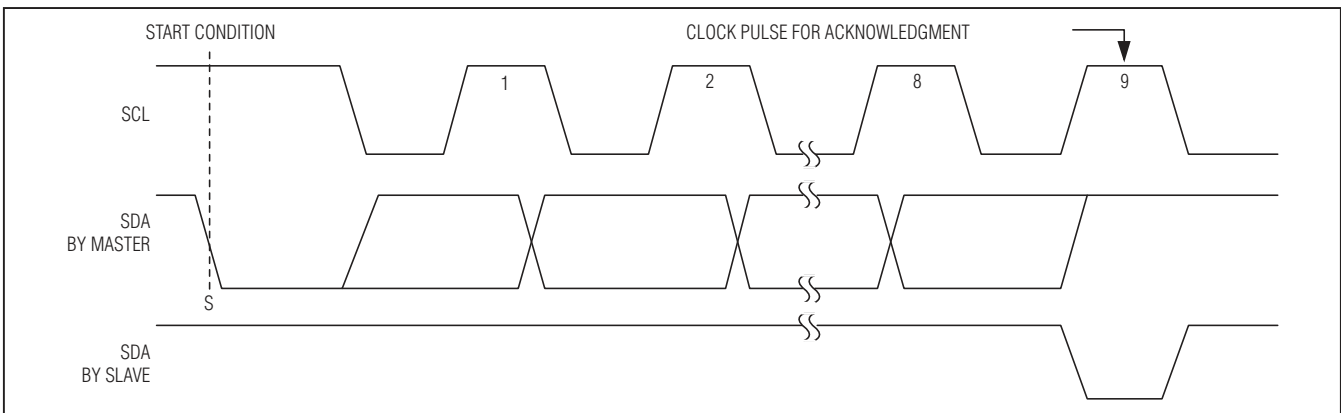 START CONDITION
CLOCK PULSE FOR ACKNOWLEDGMENT
SCL
1
2
8
9
SDA
BY MASTER
S
SDA
BY SLAVE